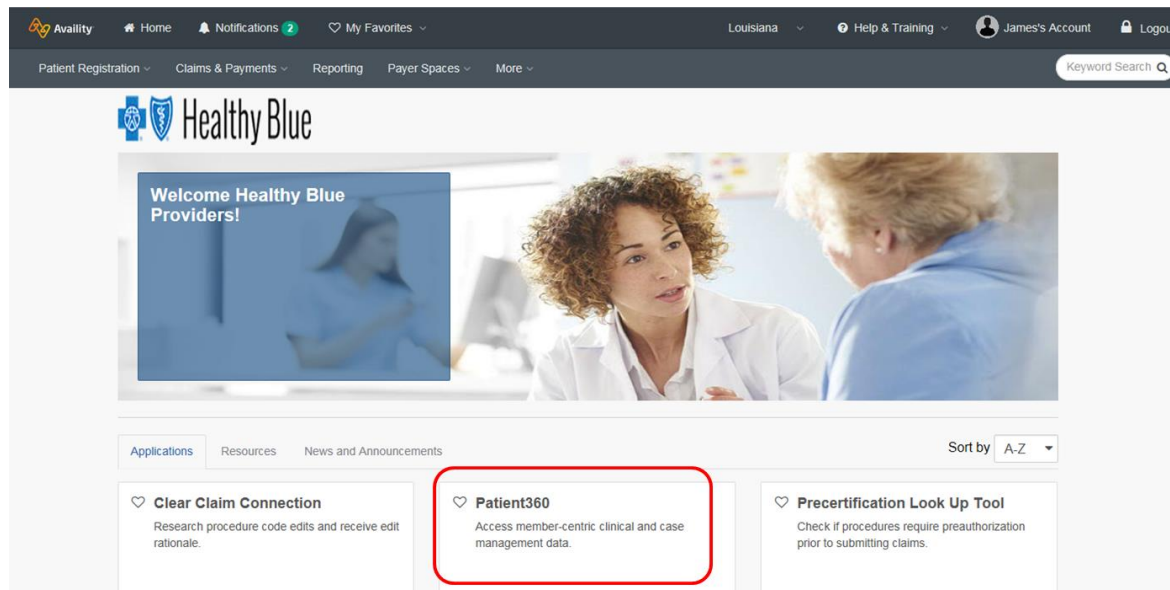 Availity Home Notifications 2 My Favorites Louisiana Help & Training James's Account Logou
Patient Registration Claims & Payments Reporting Payer Spaces More Keyword Search
Healthy Blue
Welcome Healthy Blue
Providers!
Applications Resources News and Announcements Sort by A-Z
Clear Claim Connection
Research procedure code edits and receive edit
rationale.
Patient360
Access member-centric clinical and case
management data.
Precertification Look Up Tool
Check if procedures require preauthorization
prior to submitting claims.